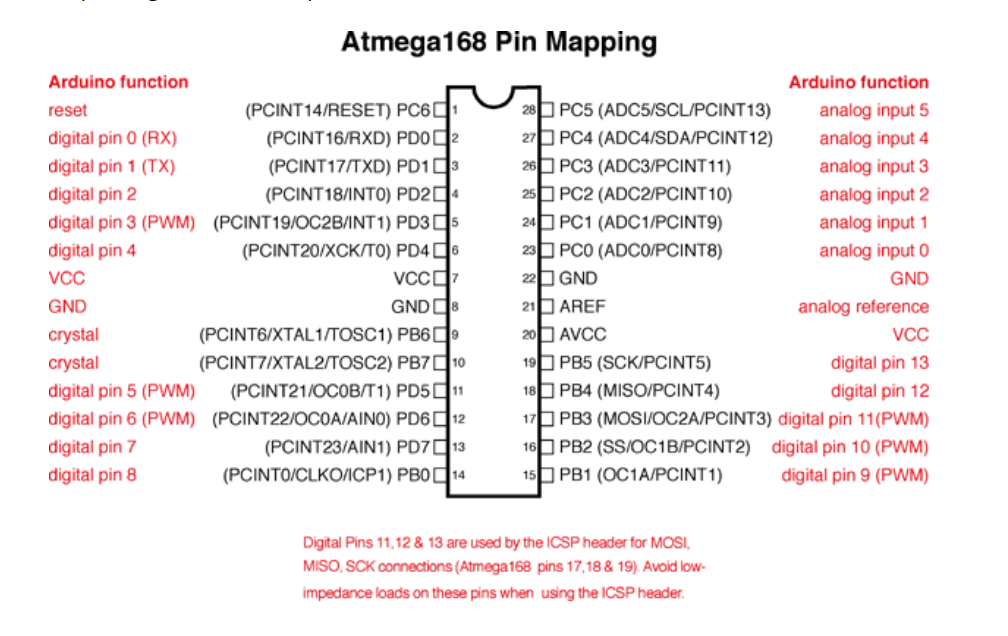 Atmega168 Pin Mapping
Arduino function Arduino function
reset (PCINT14/RESET) PC6 1 28 PC5 (ADC5/SCL/PCINT13) analog input 5
digital pin 0 (RX) (PCINT16/RXD) PD0 2 27 PC4 (ADC4/SDA/PCINT12) analog input 4
digital pin 1 (TX) (PCINT17/TXD) PD1 3 26 PC3 (ADC3/PCINT11) analog input 3
digital pin 2 (PCINT18/INT0) PD2 4 25 PC2 (ADC2/PCINT10) analog input 2
digital pin 3 (PWM) (PCINT19/OC2B/INT1) PD3 5 24 PC1 (ADC1/PCINT9) analog input 1
digital pin 4 (PCINT20/XCK/T0) PD4 6 23 PC0 (ADC0/PCINT8) analog input 0
VCC VCC 7 22 GND GND
GND GND 8 21 AREF analog reference
crystal (PCINT6/XTAL1/TOSC1) PB6 9 20 AVCC VCC
crystal (PCINT7/XTAL2/TOSC2) PB7 10 19 PB5 (SCK/PCINT5) digital pin 13
digital pin 5 (PWM) (PCINT21/OC0B/T1) PD5 11 18 PB4 (MISO/PCINT4) digital pin 12
digital pin 6 (PWM) (PCINT22/OC0A/AIN0) PD6 12 17 PB3 (MOSI/OC2A/PCINT3) digital pin 11(PWM)
digital pin 7 (PCINT23/AIN1) PD7 13 16 PB2 (SS/OC1B/PCINT2) digital pin 10 (PWM)
digital pin 8 (PCINT0/CLKO/ICP1) PB0 14 15 PB1 (OC1A/PCINT1) digital pin 9 (PWM)
Digital Pins 11,12 & 13 are used by the ICSP header for MOSI,
MISO, SCK connections (Atmega168 pins 17,18 & 19). Avoid low-
impedance loads on these pins when using the ICSP header.